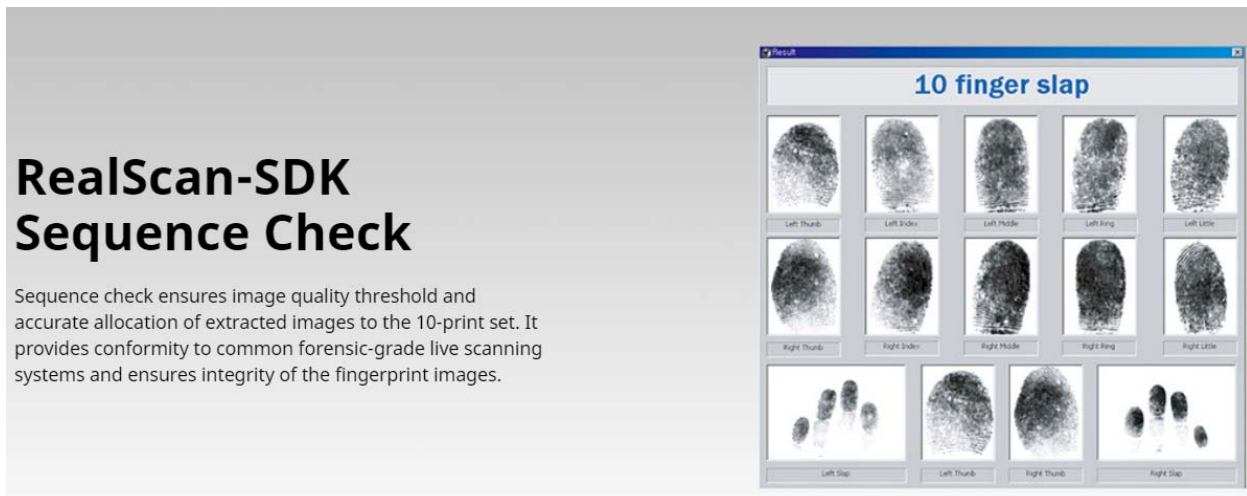 RealScan-SDK
Sequence Check
Sequence check ensures image quality threshold and
accurate allocation of extracted images to the 10-print set. It
provides conformity to common forensic-grade live scanning
systems and ensures integrity of the fingerprint images.
Result
10 finger slap
Left Thumb
Left Index
Left Middle
Left Ring
Left Little
Right Thumb
Right Index
Right Middle
Right Ring
Right Little
Left Slap
Left Thumb
Right Thumb
Right Slap